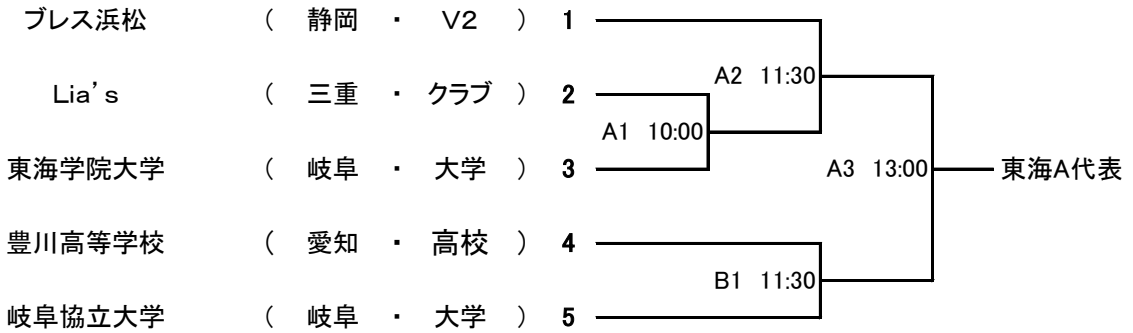 ブレス浜松 ( 静岡 ・ V2 ) 1
A2 11:30
Lia's ( 三重 ・ クラブ ) 2
A1 10:00
東海学院大学 ( 岐阜 ・ 大学 ) 3
A3 13:00 東海A代表
豊川高等学校 ( 愛知 ・ 高校 ) 4
B1 11:30
岐阜協立大学 ( 岐阜 ・ 大学 ) 5